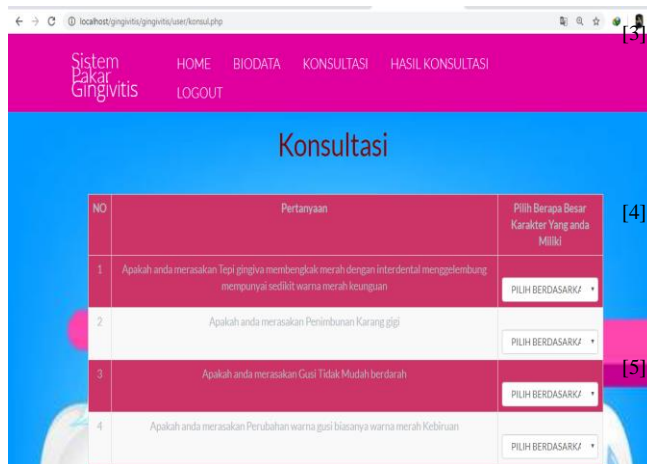 localhost/gingivitis/gingivitis/user/konsul.php
[3]
Sistem
Pakar
Gingivitis
HOME BIODATA KONSULTASI HASIL KONSULTASI
LOGOUT
Konsultasi
NO Pertanyaan Pilih Berapa Besar
Karakter Yang anda
Miliki
[4]
1 Apakah anda merasakan Tepi gingiva membengkak merah dengan interdental menggelembung
mempunyai sedikit warna merah keunguan
PILIH BERDASARKA
2 Apakah anda merasakan Penimbunan Karang gigi
PILIH BERDASARKA
[5]
3 Apakah anda merasakan Gusi Tidak Mudah berdarah
PILIH BERDASARKA
4 Apakah anda merasakan Perubahan warna gusi biasanya warna merah Kebiruan
PILIH BERDASARKA